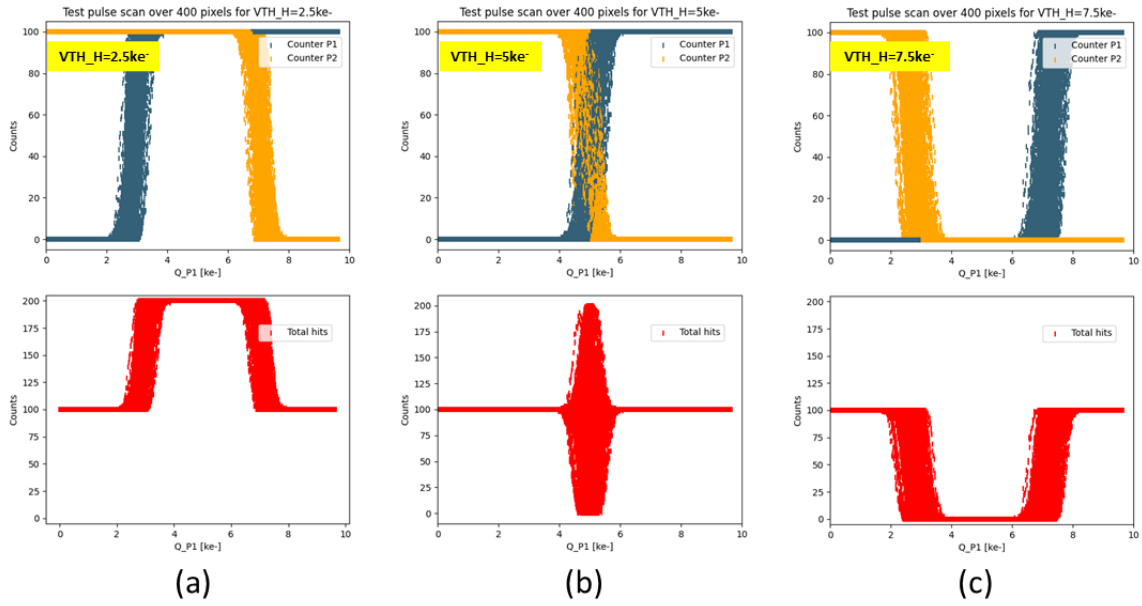 Test pulse scan over 400 pixels for VTH_H=2.5ke-
100
80
60
40
20
0
Counts
VTH_H=2.5ke-
Counter P1
Counter P2
0 2 4 6 8 10
Q_P1 [ke-]
Test pulse scan over 400 pixels for VTH_H=5ke-
100
80
60
40
20
0
Counts
VTH_H=5ke-
Counter P1
Counter P2
0 2 4 6 8 10
Q_P1 [ke-]
Test pulse scan over 400 pixels for VTH_H=7.5ke-
100
80
60
40
20
0
Counts
VTH_H=7.5ke-
Counter P1
Counter P2
0 2 4 6 8 10
Q_P1 [ke-]
200
175
150
125
100
75
50
25
0
Counts
Total hits
0 2 4 6 8 10
Q_P1 [ke-]
(a)
200
175
150
125
100
75
50
25
0
Counts
Total hits
0 2 4 6 8 10
Q_P1 [ke-]
(b)
200
175
150
125
100
75
50
25
0
Counts
Total hits
0 2 4 6 8 10
Q_P1 [ke-]
(c)